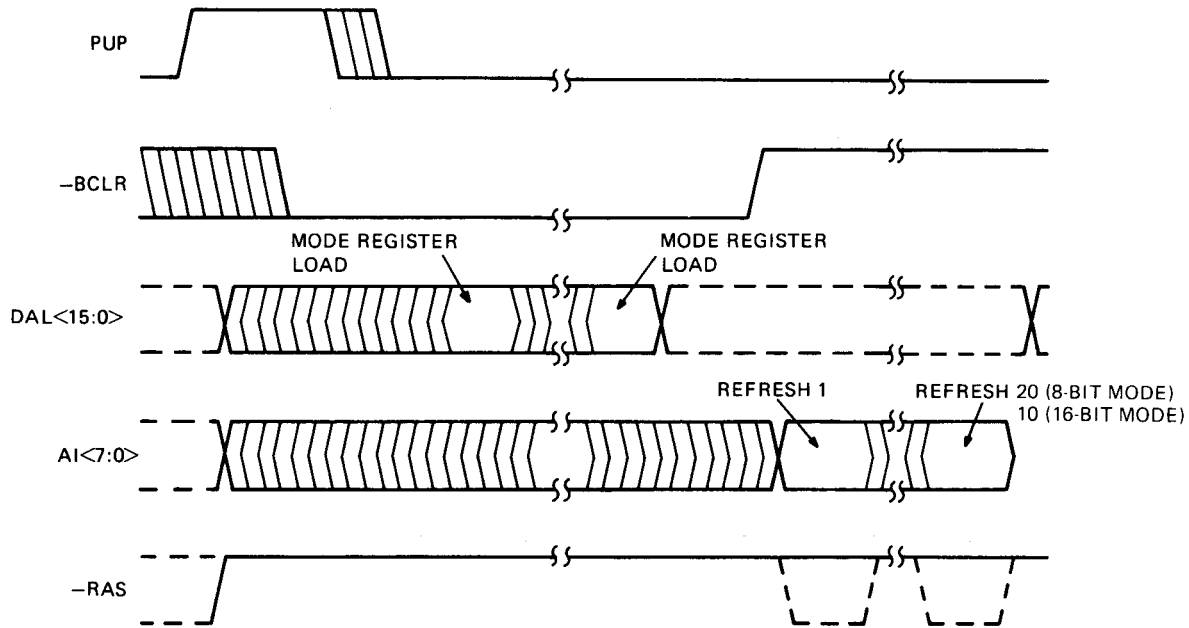 PUP
–BCLR
MODE REGISTER
LOAD
MODE REGISTER
LOAD
DAL<15:0>
REFRESH 1
REFRESH 20 (8-BIT MODE)
10 (16-BIT MODE)
AI<7:0>
–RAS